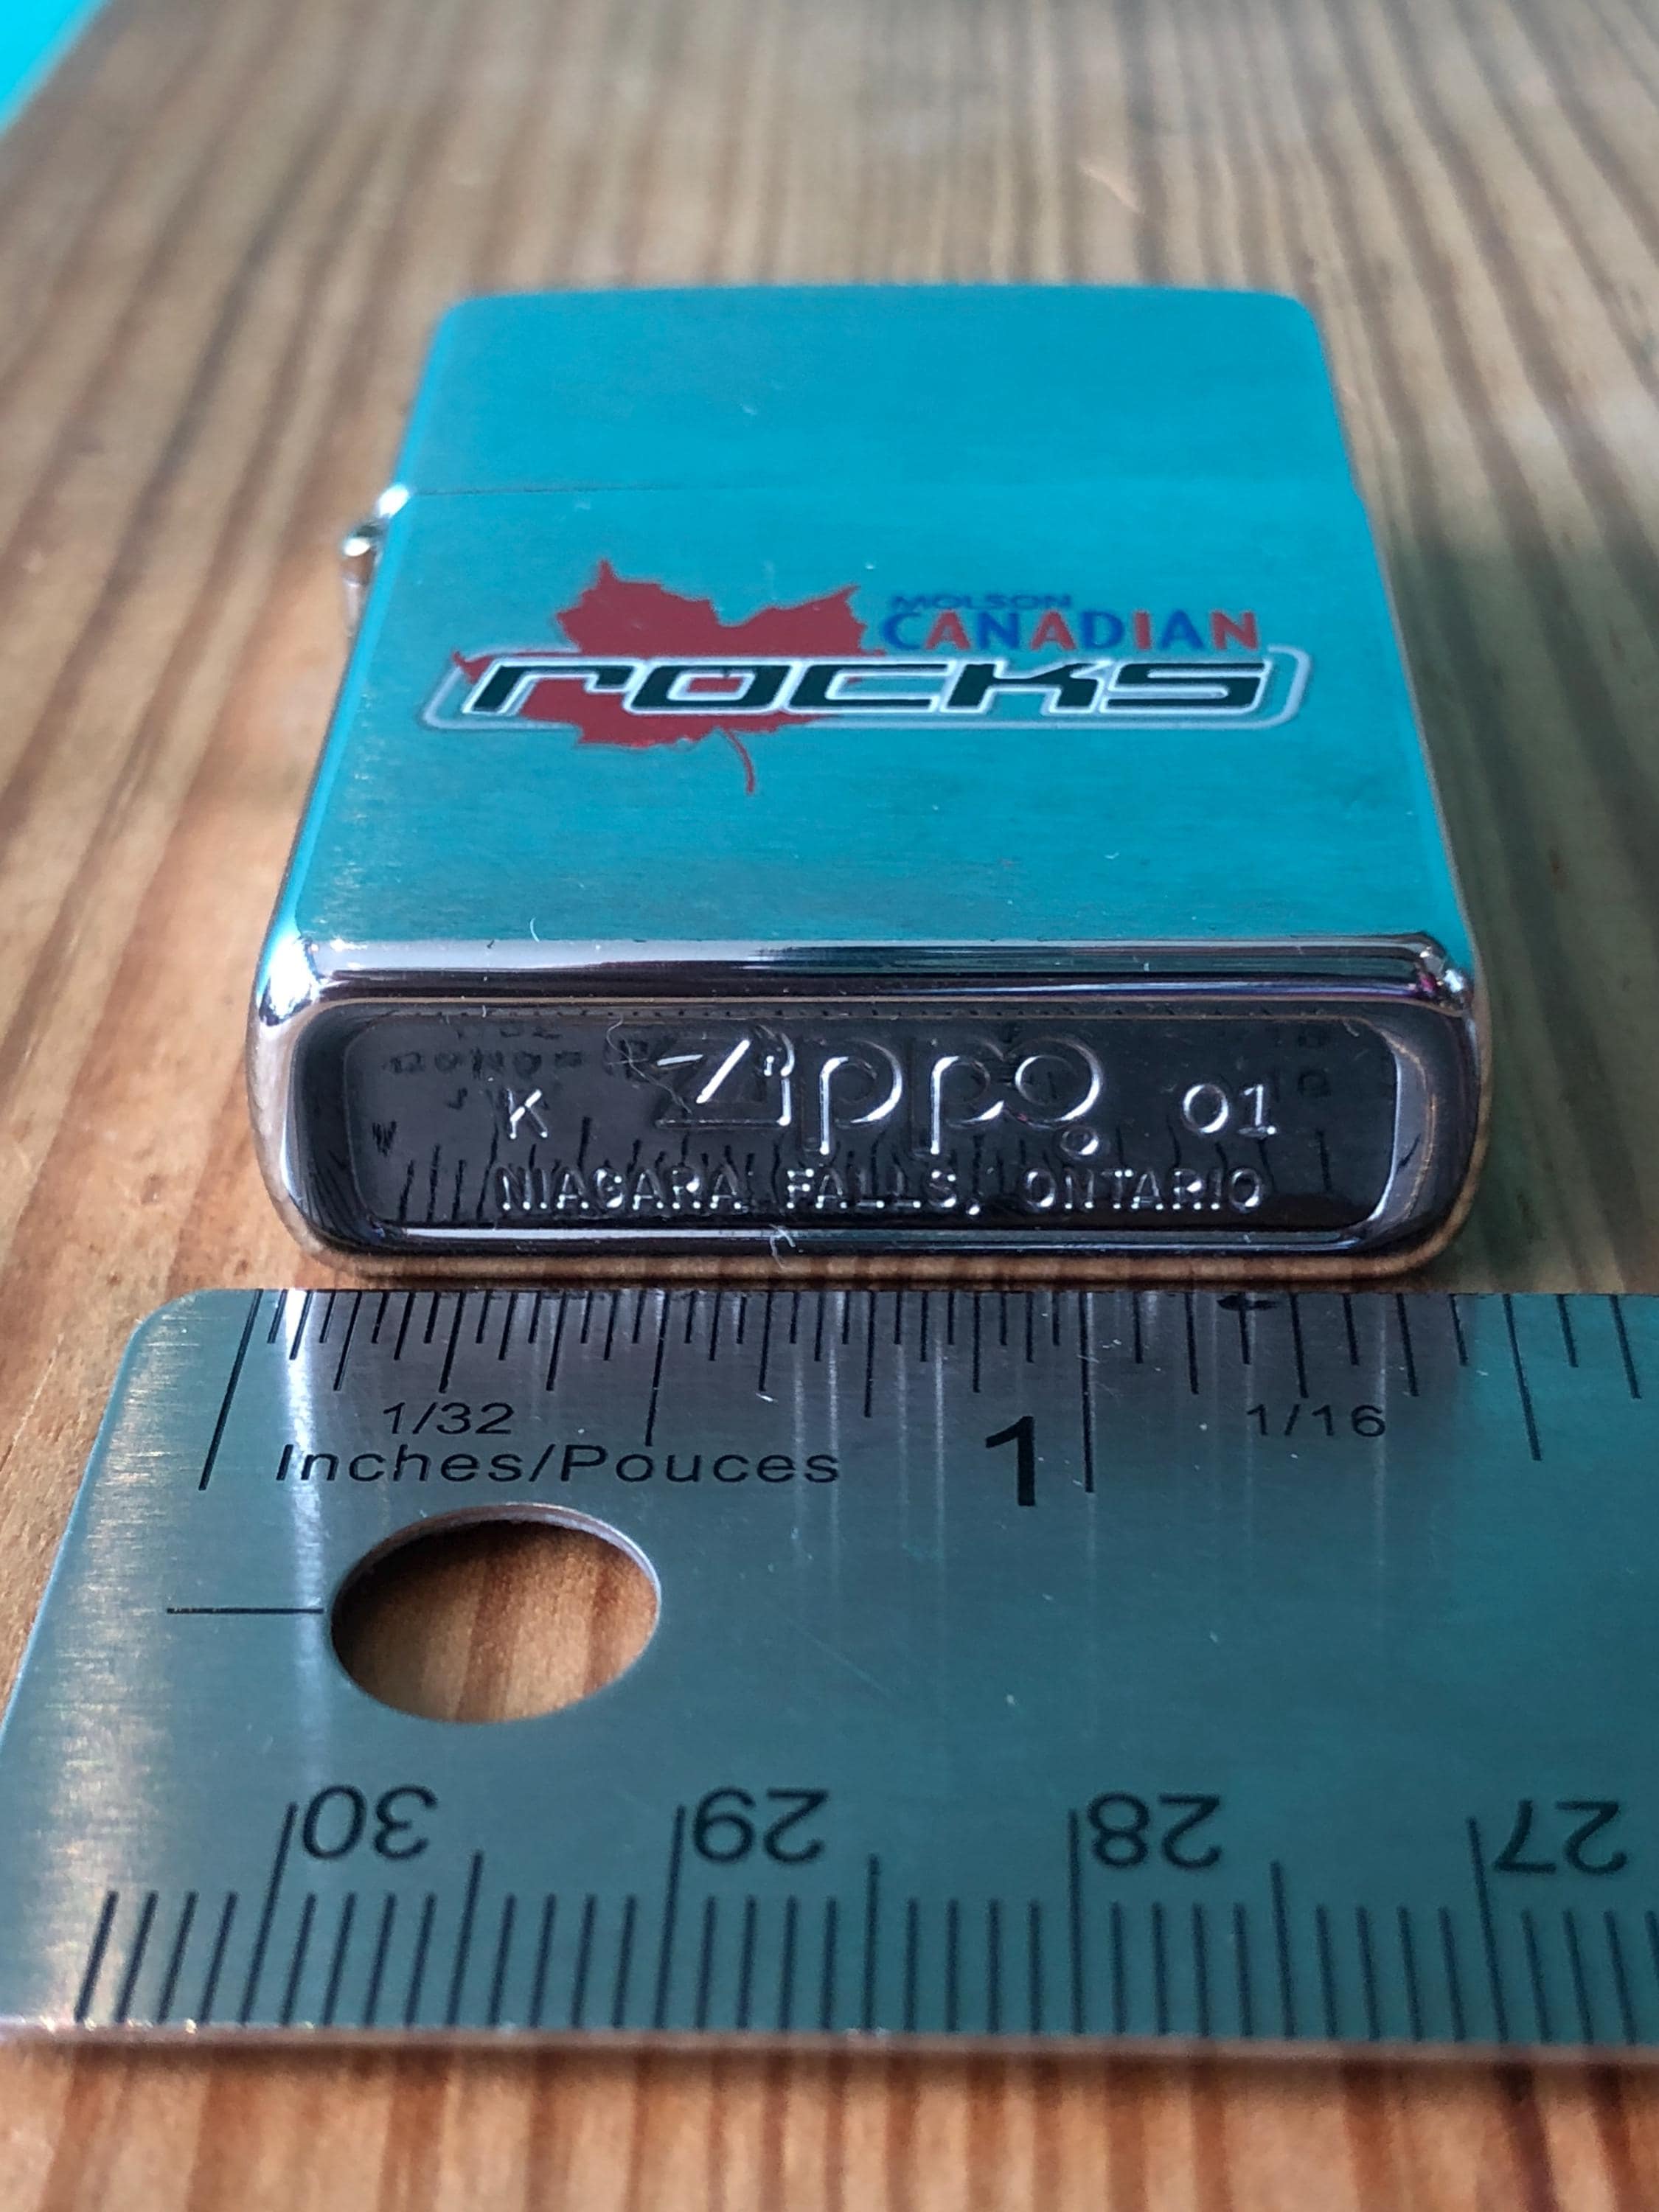 MOLSON
CANADIAN
rocks
K Zippo 01
NIAGARA FALLS, ONTARIO
1/32 1 1/16
Inches/Pouces
30 29 28 27